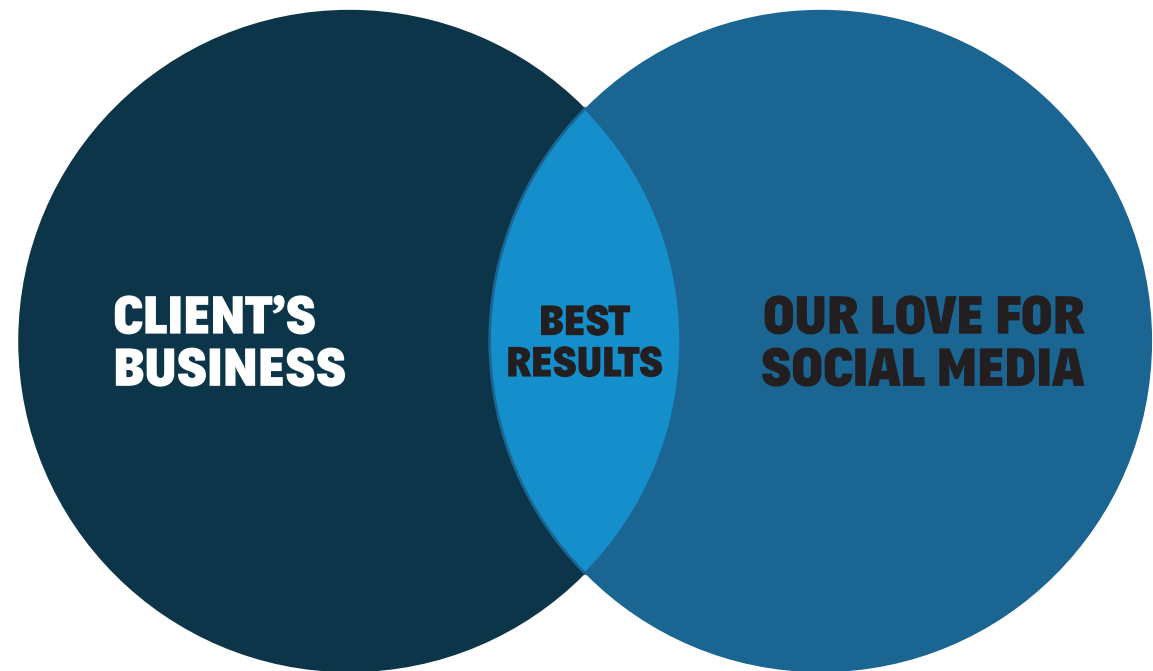 CLIENT’S
BUSINESS
BEST
RESULTS
OUR LOVE FOR
SOCIAL MEDIA